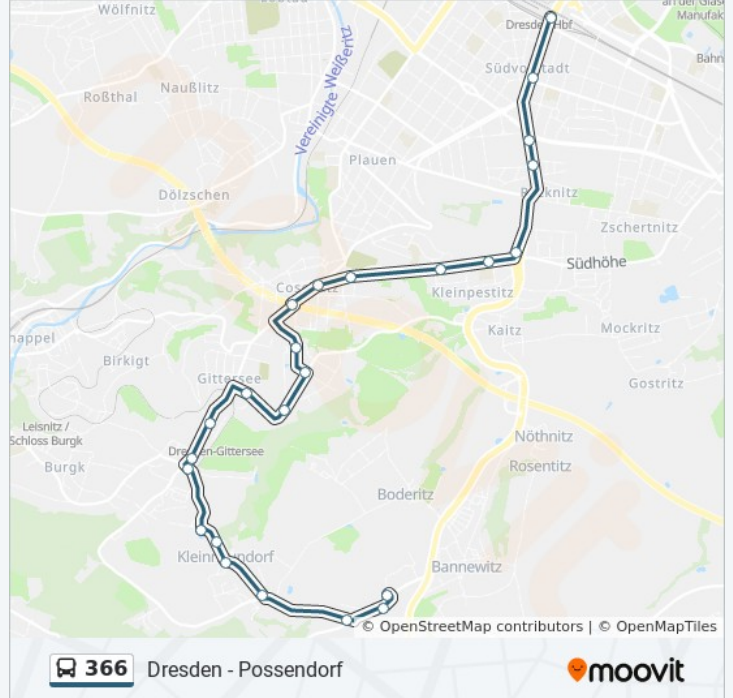 Wölfnitz
Dresden Hbf
Manufak
Südvorstadt
Bahn
Roßthal
Naußlitz
Vereinigte Weißeritz
Plauen
Dölzschen
Zschertnitz
Südhöhe
Kleinpestitz
Kaitz
Mockritz
happel
Birkigt
Gittersee
Gostritz
Leisnitz /
Schloss Burgk
Nöthnitz
Burgk
Rosentitz
Boderitz
Bannewitz
© OpenStreetMap contributors | © OpenMapTiles
366 Dresden - Possendorf
moovit